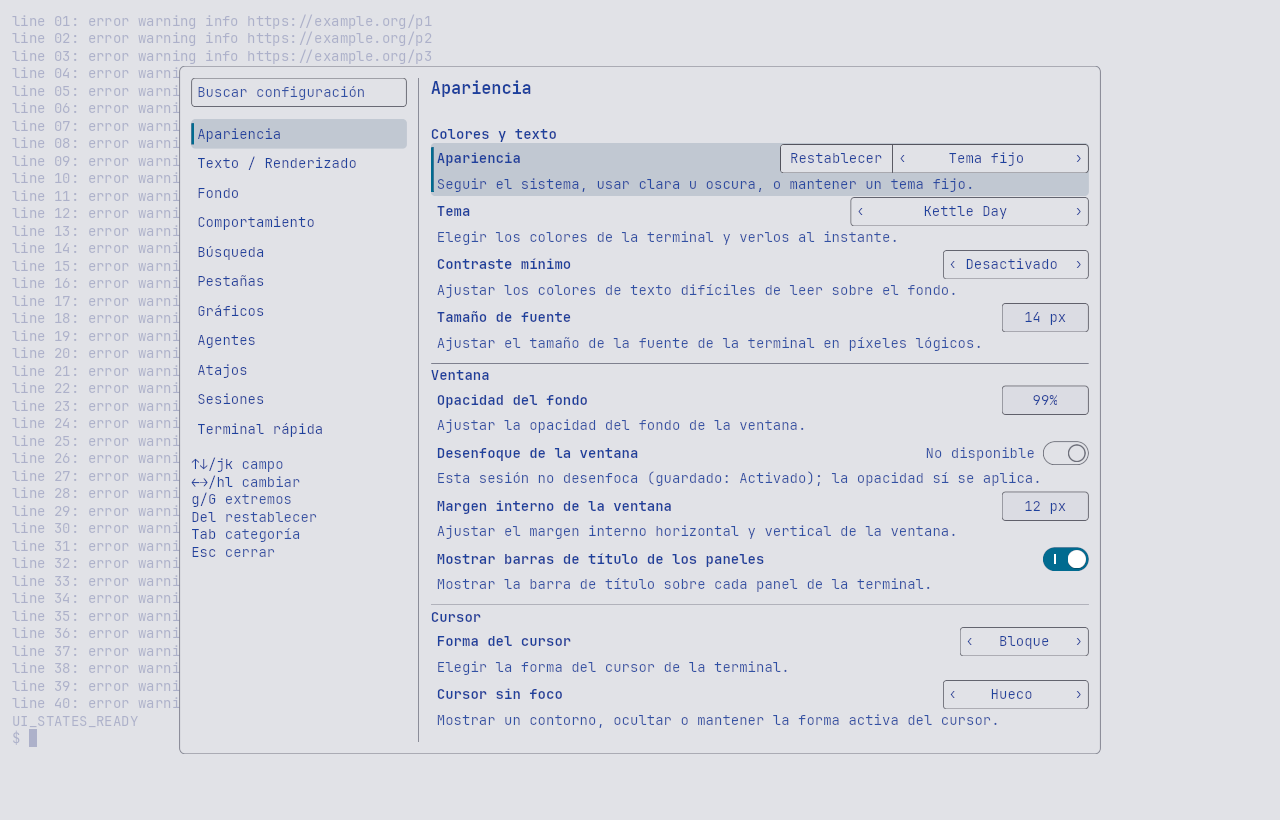 line 01: error warning info https://example.org/p1
line 02: error warning info https://example.org/p2
line 03: error warning info https://example.org/p3
line 04: error warni
line 05: error warni
line 06: error warni
line 07: error warni
line 08: error warni
line 09: error warni
line 10: error warni
line 11: error warni
line 12: error warni
line 13: error warni
line 14: error warni
line 15: error warni
line 16: error warni
line 17: error warni
line 18: error warni
line 19: error warni
line 20: error warni
line 21: error warni
line 22: error warni
line 23: error warni
line 24: error warni
line 25: error warni
line 26: error warni
line 27: error warni
line 28: error warni
line 29: error warni
line 30: error warni
line 31: error warni
line 32: error warni
line 33: error warni
line 34: error warni
line 35: error warni
line 36: error warni
line 37: error warni
line 38: error warni
line 39: error warni
line 40: error warni
UI_STATES_READY
$
Buscar configuración
Apariencia
Texto / Renderizado
Fondo
Comportamiento
Búsqueda
Pestañas
Gráficos
Agentes
Atajos
Sesiones
Terminal rápida
↑↓/jk campo
↔/hl cambiar
g/G extremos
Del restablecer
Tab categoría
Esc cerrar
Apariencia
Colores y texto
Apariencia Restablecer ‹ Tema fijo ›
Seguir el sistema, usar clara u oscura, o mantener un tema fijo.
Tema ‹ Kettle Day ›
Elegir los colores de la terminal y verlos al instante.
Contraste mínimo ‹ Desactivado ›
Ajustar los colores de texto difíciles de leer sobre el fondo.
Tamaño de fuente 14 px
Ajustar el tamaño de la fuente de la terminal en píxeles lógicos.
Ventana
Opacidad del fondo 99%
Ajustar la opacidad del fondo de la ventana.
Desenfoque de la ventana No disponible
Esta sesión no desenfoca (guardado: Activado); la opacidad sí se aplica.
Margen interno de la ventana 12 px
Ajustar el margen interno horizontal y vertical de la ventana.
Mostrar barras de título de los paneles
Mostrar la barra de título sobre cada panel de la terminal.
Cursor
Forma del cursor ‹ Bloque ›
Elegir la forma del cursor de la terminal.
Cursor sin foco ‹ Hueco ›
Mostrar un contorno, ocultar o mantener la forma activa del cursor.